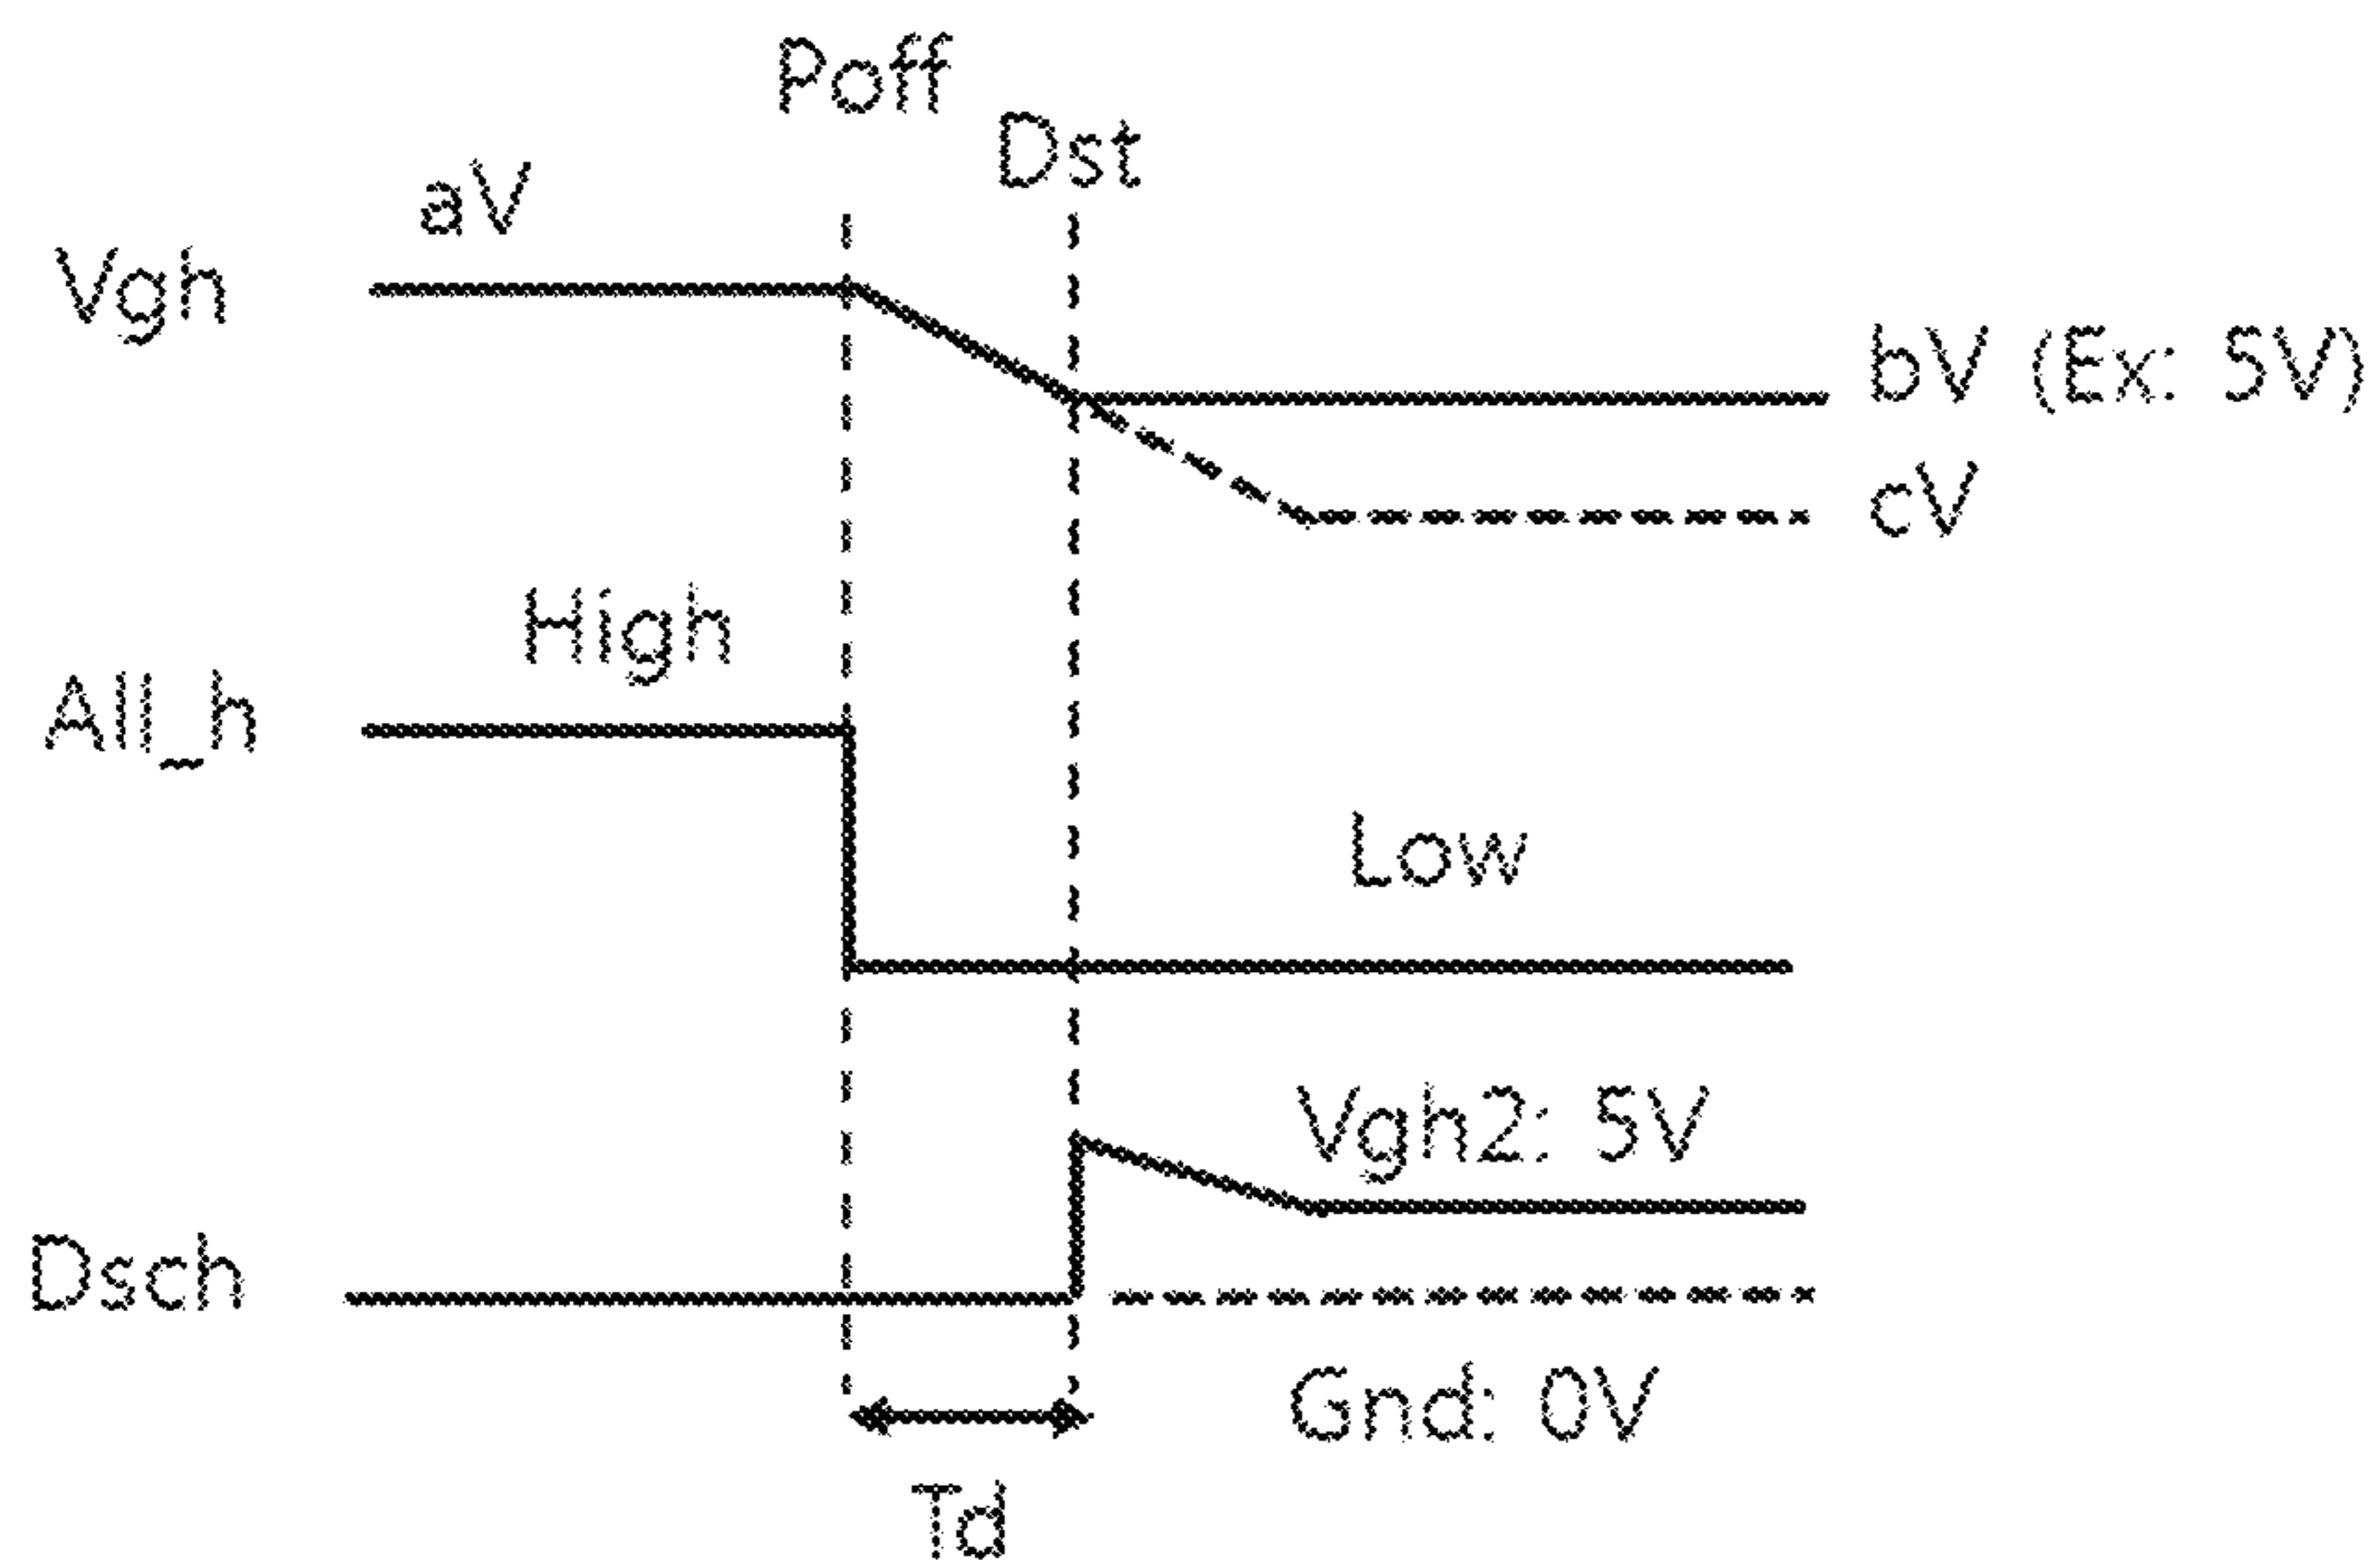 Poff
Dst
aV
Vgh
bV (Ex: 5V)
cV
High
All_h
Low
Vgh2: 5V
Dsch
Gnd: 0V
Td